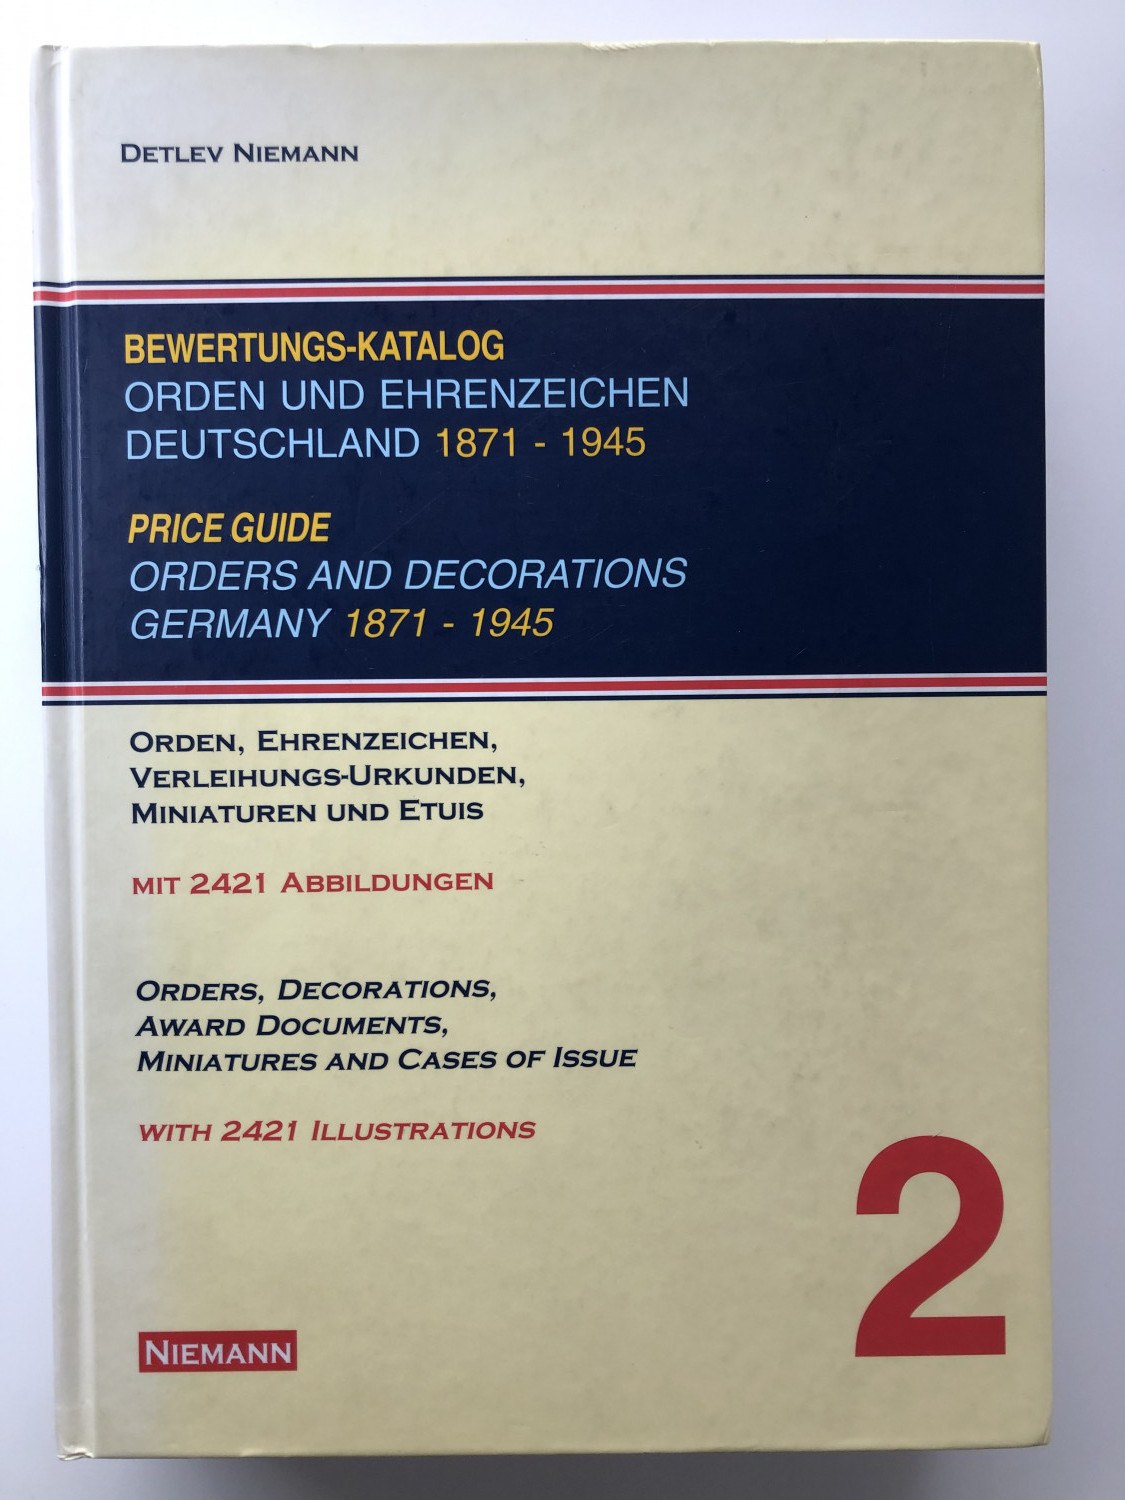 DETLEV NIEMANN
BEWERTUNGS-KATALOG
ORDEN UND EHRENZEICHEN
DEUTSCHLAND 1871 - 1945
PRICE GUIDE
ORDERS AND DECORATIONS
GERMANY 1871 - 1945
ORDEN, EHRENZEICHEN,
VERLEIHUNGS-URKUNDEN,
MINIATUREN UND ETUIS
MIT 2421 ABBILDUNGEN
ORDERS, DECORATIONS,
AWARD DOCUMENTS,
MINIATURES AND CASES OF ISSUE
WITH 2421 ILLUSTRATIONS
2
NIEMANN